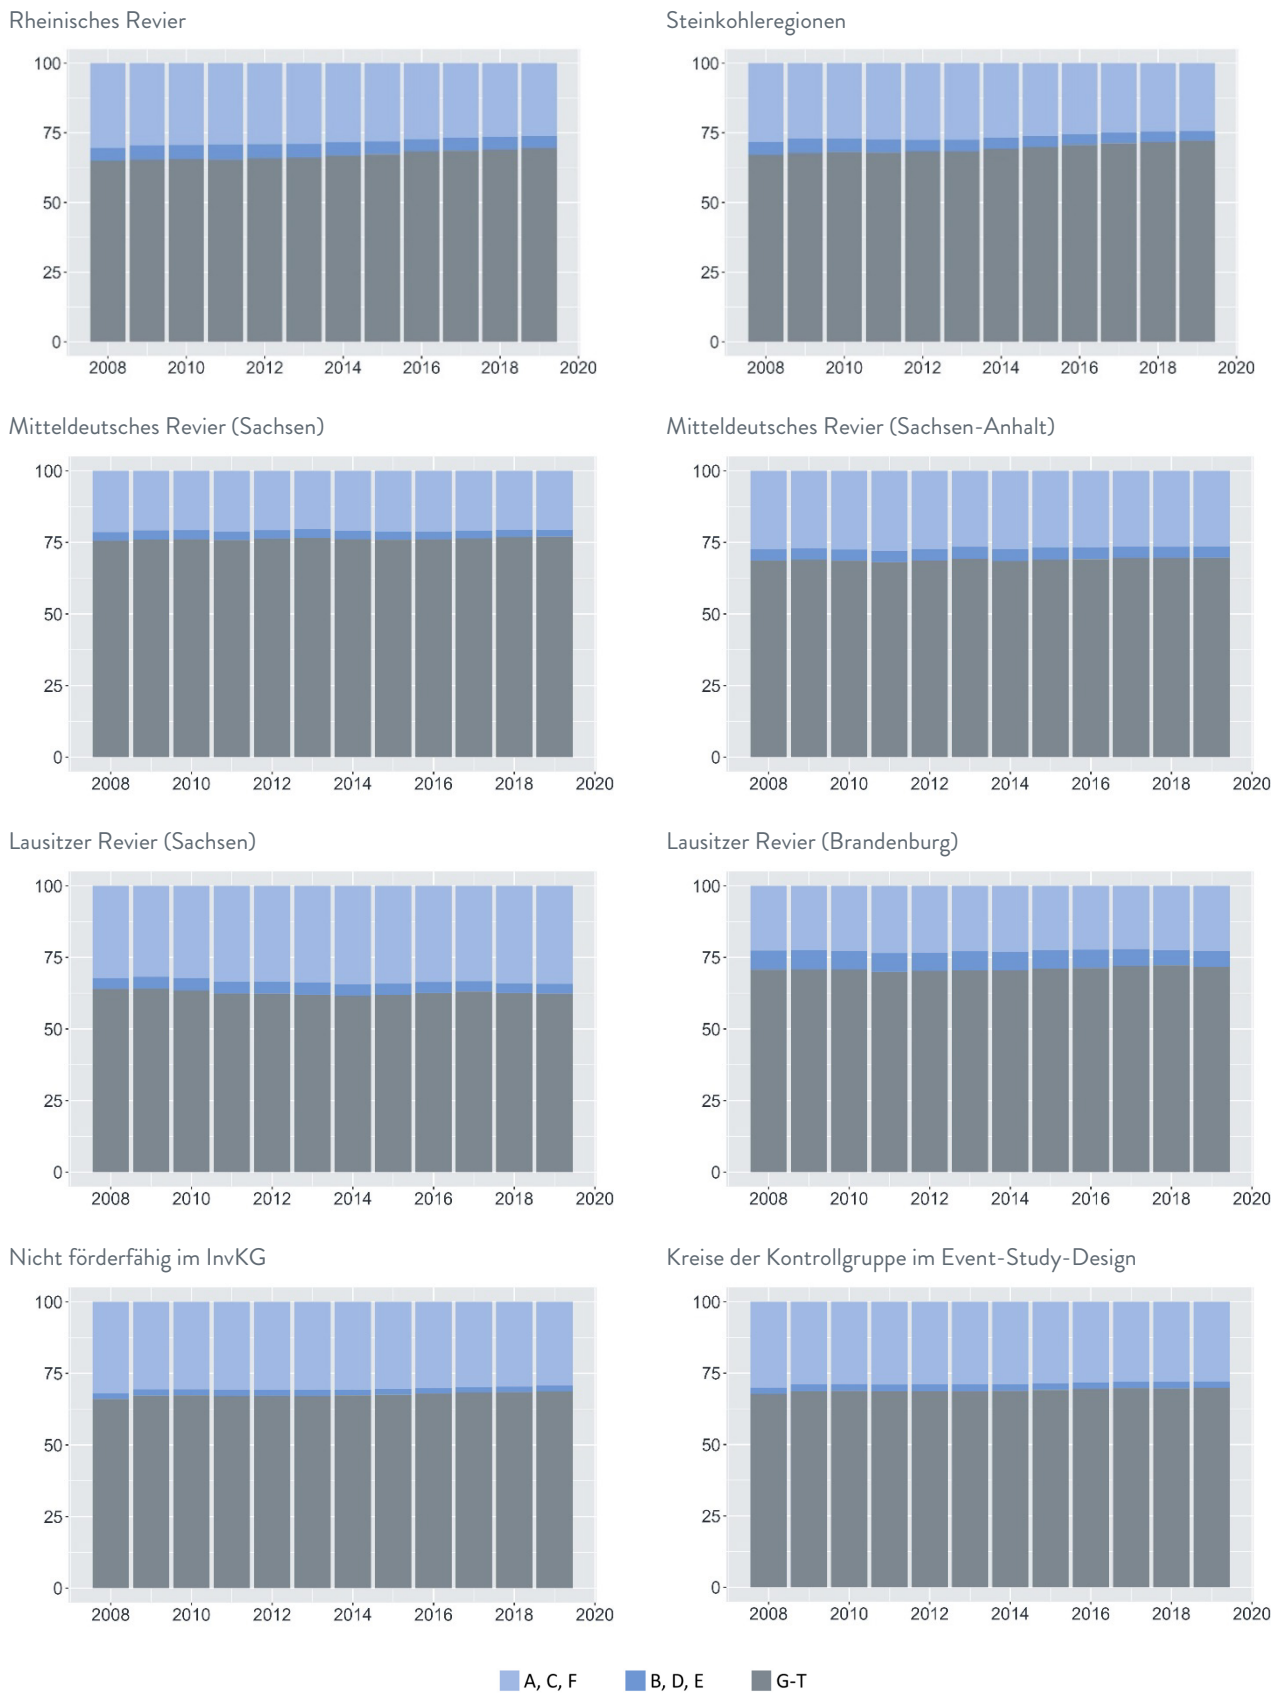 Rheinisches Revier
100
75
50
25
0
2008 2010 2012 2014 2016 2018 2020
Steinkohleregionen
100
75
50
25
0
2008 2010 2012 2014 2016 2018 2020
Mitteldeutsches Revier (Sachsen)
100
75
50
25
0
2008 2010 2012 2014 2016 2018 2020
Mitteldeutsches Revier (Sachsen-Anhalt)
100
75
50
25
0
2008 2010 2012 2014 2016 2018 2020
Lausitzer Revier (Sachsen)
100
75
50
25
0
2008 2010 2012 2014 2016 2018 2020
Lausitzer Revier (Brandenburg)
100
75
50
25
0
2008 2010 2012 2014 2016 2018 2020
Nicht förderfähig im InvKG
100
75
50
25
0
2008 2010 2012 2014 2016 2018 2020
Kreise der Kontrollgruppe im Event-Study-Design
100
75
50
25
0
2008 2010 2012 2014 2016 2018 2020
A, C, F B, D, E G-T